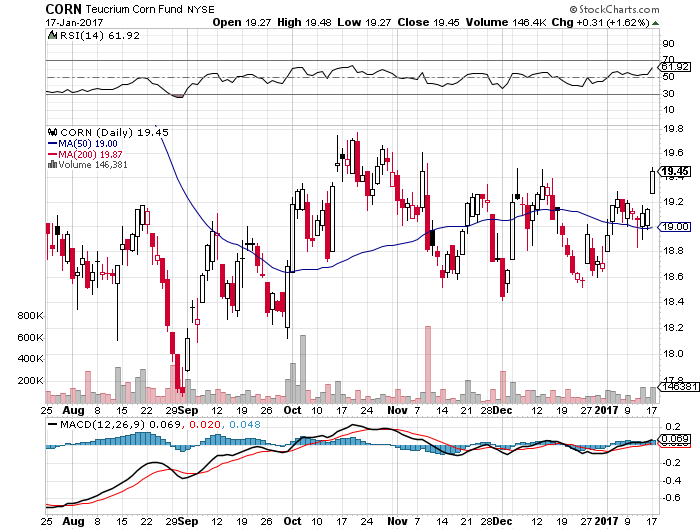 CORN Teucrium Corn Fund NYSE © StockCharts.com
17-Jan-2017 Open 19.27 High 19.48 Low 19.27 Close 19.45 Volume 146.4K Chg +0.31 (+1.62%)
RSI(14) 61.92
90
70
61.92
50
30
10
CORN (Daily) 19.45
MA(50) 19.00
MA(200) 19.87
Volume 146,381
19.8
19.6
19.45
19.4
19.2
19.00
18.8
18.6
18.4
18.2
18.0
17.8
17.6
800K
600K
400K
200K
146381
25 Aug 8 15 22 29 Sep 12 19 26 Oct 10 17 24 Nov 7 14 21 28 Dec 12 19 27 2017 9 17
MACD(12,26,9) 0.069, 0.020, 0.048
0.2
0.069
-0.2
-0.4
-0.6
25 Aug 8 15 22 29 Sep 12 19 26 Oct 10 17 24 Nov 7 14 21 28 Dec 12 19 27 2017 9 17